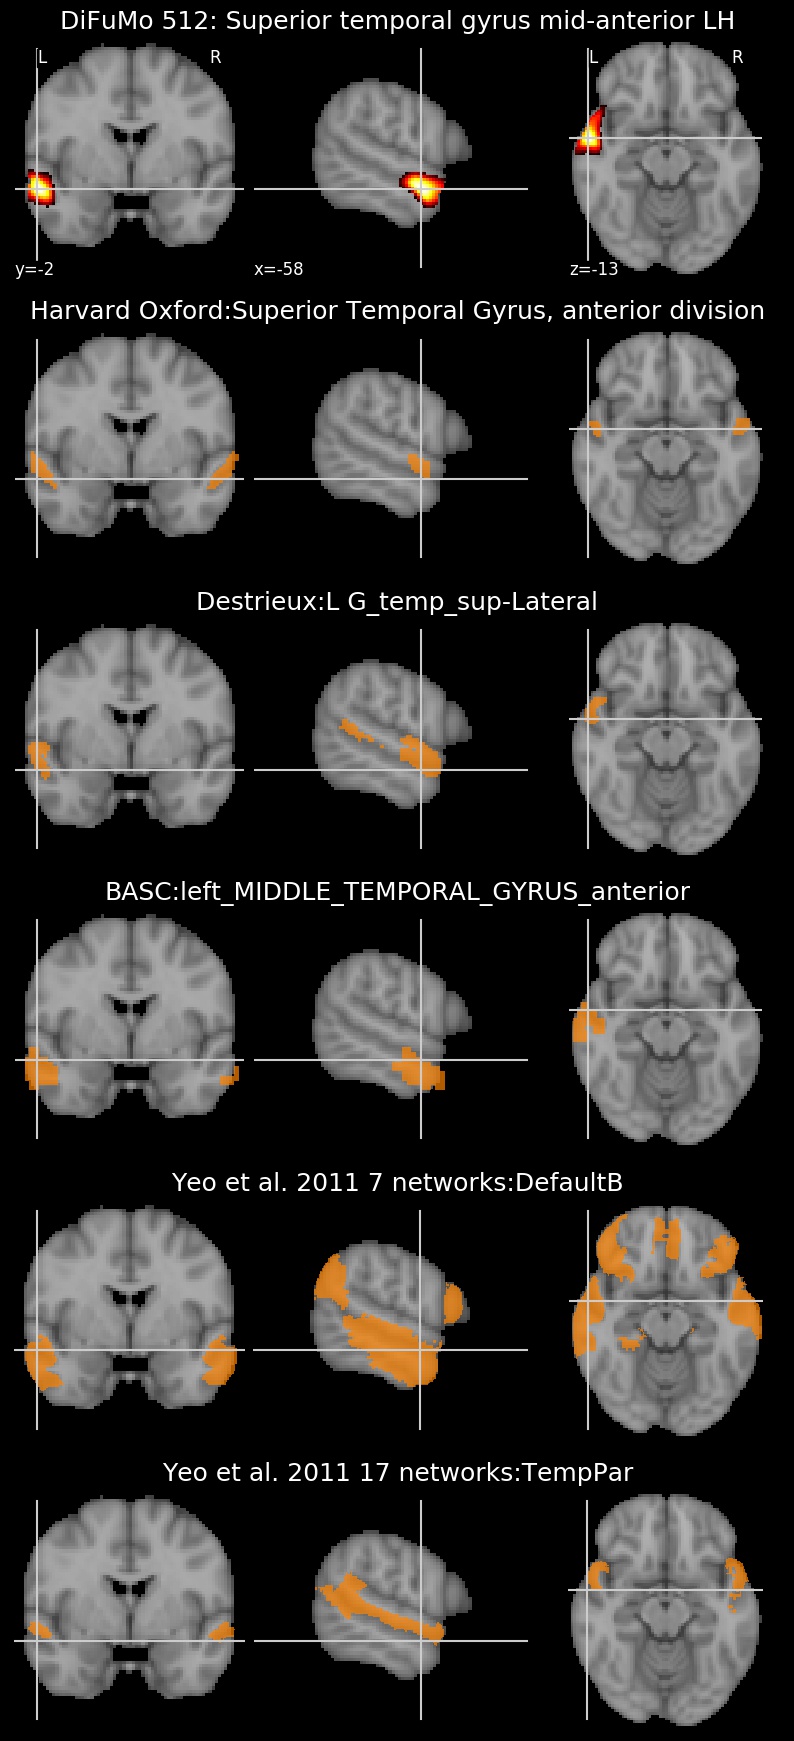 DiFuMo 512: Superior temporal gyrus mid-anterior LH
L R L R
y=-2 x=-58 z=-13
Harvard Oxford:Superior Temporal Gyrus, anterior division
Destrieux:L G_temp_sup-Lateral
BASC:left_MIDDLE_TEMPORAL_GYRUS_anterior
Yeo et al. 2011 7 networks:DefaultB
Yeo et al. 2011 17 networks:TempPar